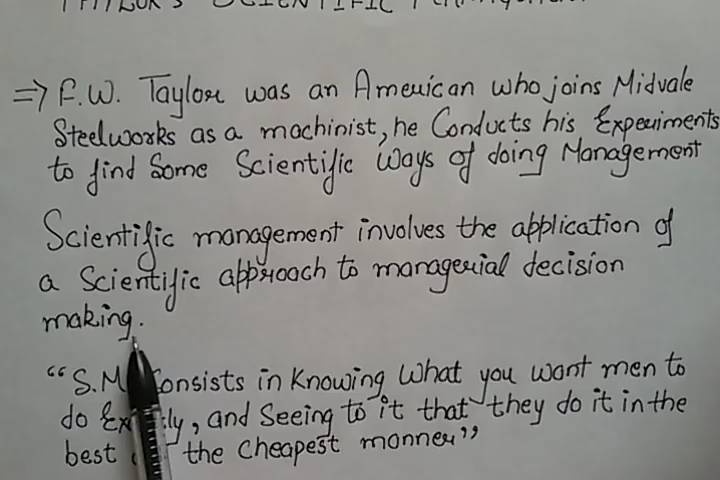 TAYLOR'S SCIENTIFIC Management
⇒ F.W. Taylor was an American who joins Midvale
Steelworks as a machinist, he Conducts his Experiments
to find Some Scientific Ways of doing Management
Scientific management involves the application of
a Scientific approach to managerial decision
making.
“S.M Consists in Knowing What you want men to
do, and Seeing to it that they do it in the
best the Cheapest manner”